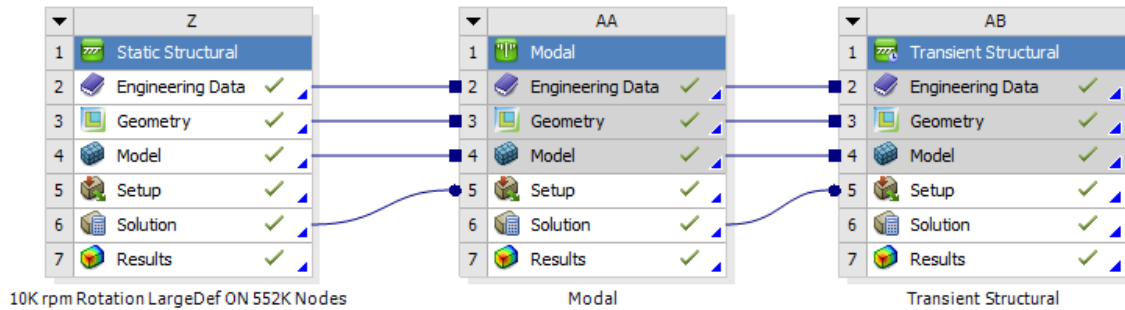 Z
1 Static Structural
2 Engineering Data
3 Geometry
4 Model
5 Setup
6 Solution
7 Results
10K rpm Rotation LargeDef ON 552K Nodes
AA
1 Modal
2 Engineering Data
3 Geometry
4 Model
5 Setup
6 Solution
7 Results
Modal
AB
1 Transient Structural
2 Engineering Data
3 Geometry
4 Model
5 Setup
6 Solution
7 Results
Transient Structural